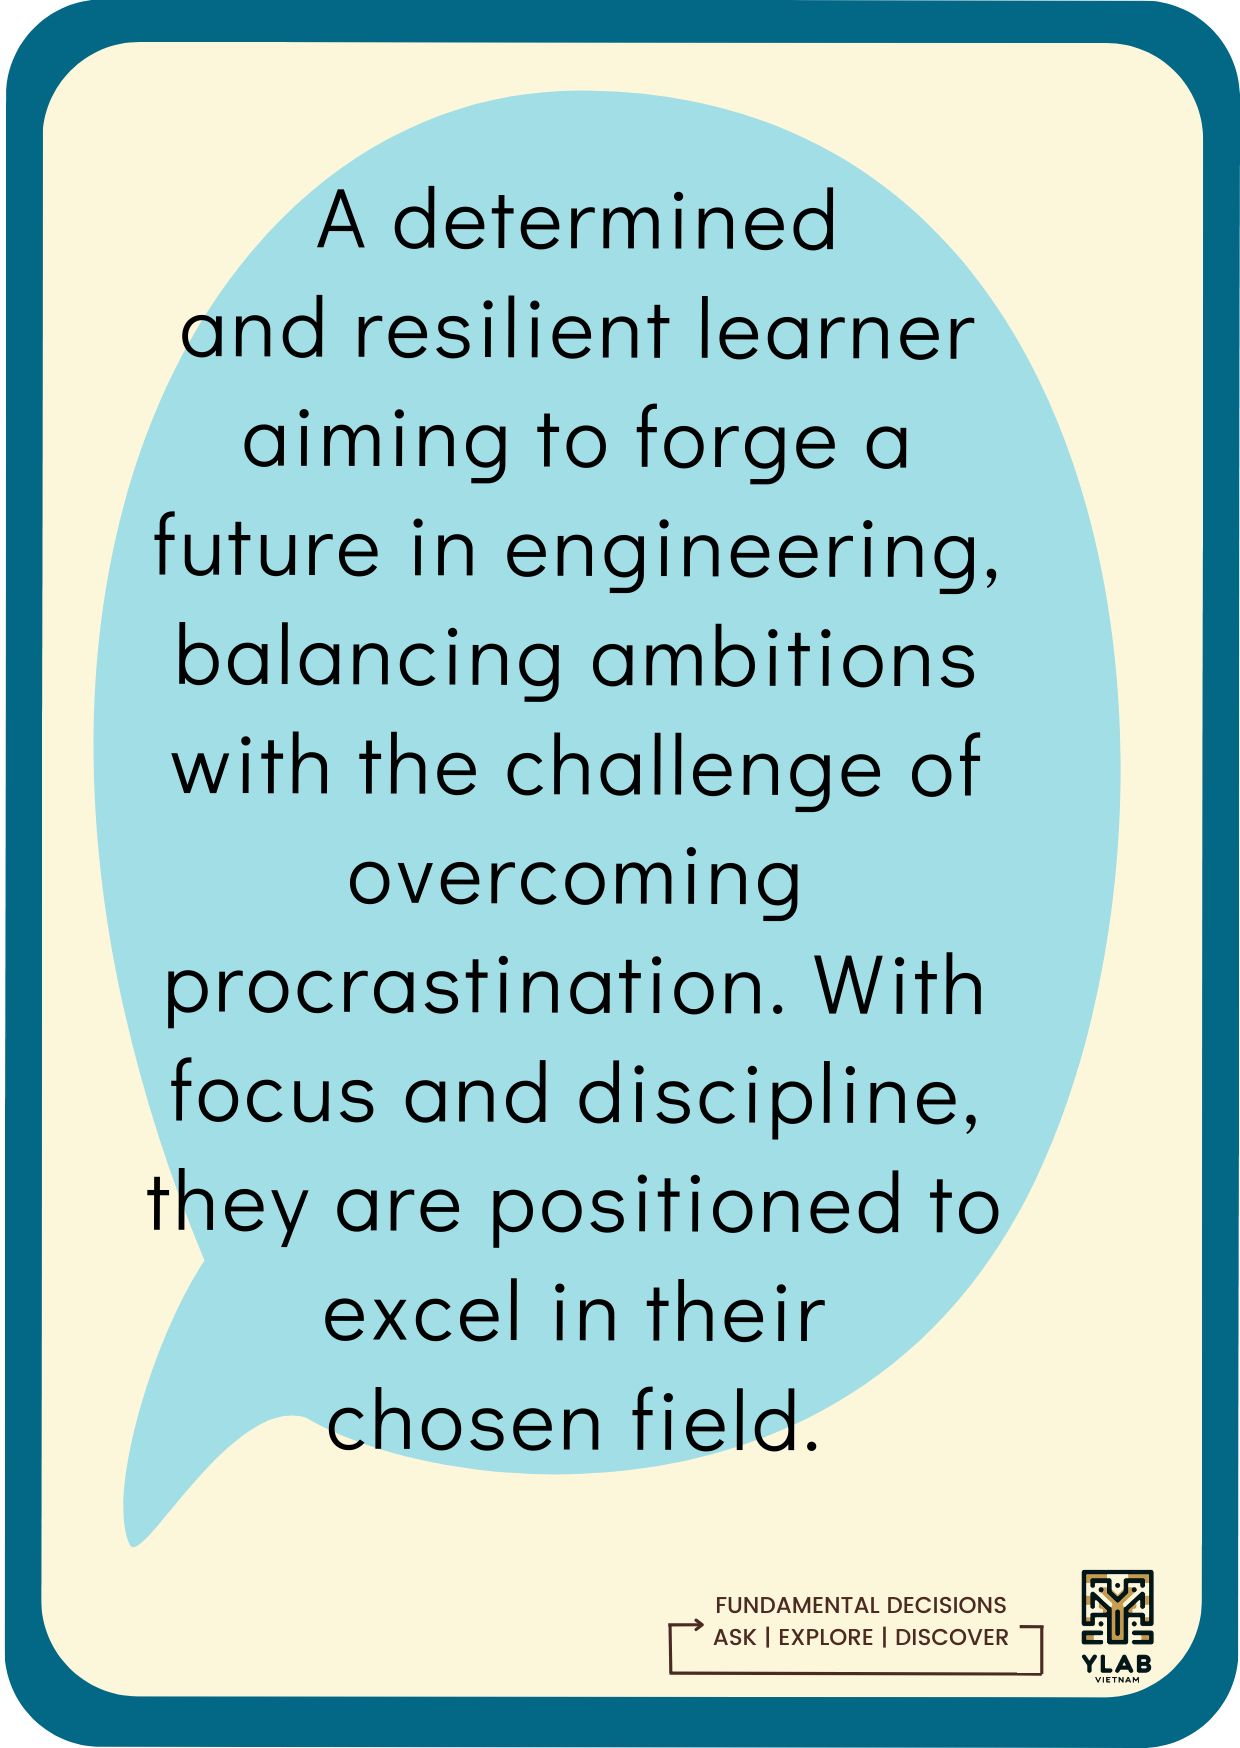 A determined
and resilient learner
aiming to forge a
future in engineering,
balancing ambitions
with the challenge of
overcoming
procrastination. With
focus and discipline,
they are positioned to
excel in their
chosen field.
FUNDAMENTAL DECISIONS
ASK | EXPLORE | DISCOVER
YLAB
VIETNAM